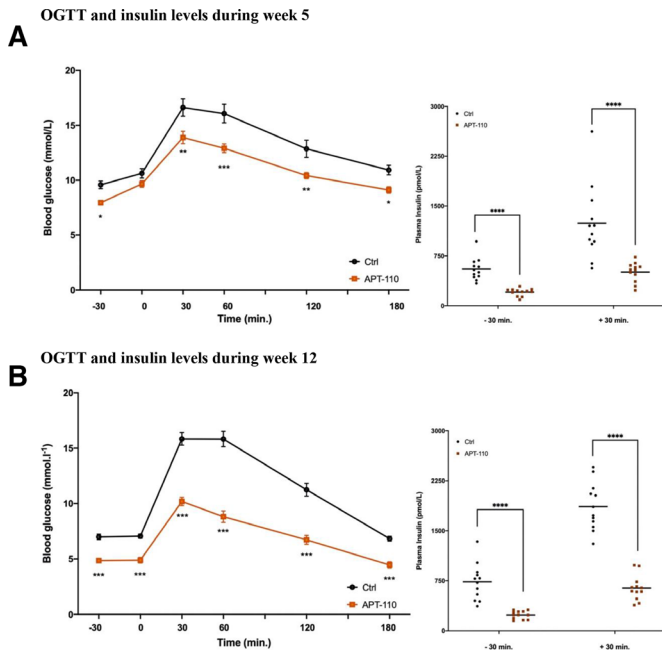 OGTT and insulin levels during week 5
A
Blood glucose (mmol/L)
20
15
10
5
0
** *** ** * *
Ctrl
APT-110
-30 0 30 60 120 180
Time (min.)
Plasma Insulin (pmol/L)
3000
2250
1500
750
0
Ctrl
APT-110
****
****
- 30 min. + 30 min.
OGTT and insulin levels during week 12
B
Blood glucose (mmol.l⁻¹)
20
15
10
5
0
*** *** *** *** *** ***
Ctrl
APT-110
-30 0 30 60 120 180
Time (min.)
Plasma Insulin (pmol/L)
3000
2250
1500
750
0
Ctrl
APT-110
****
****
- 30 min. + 30 min.